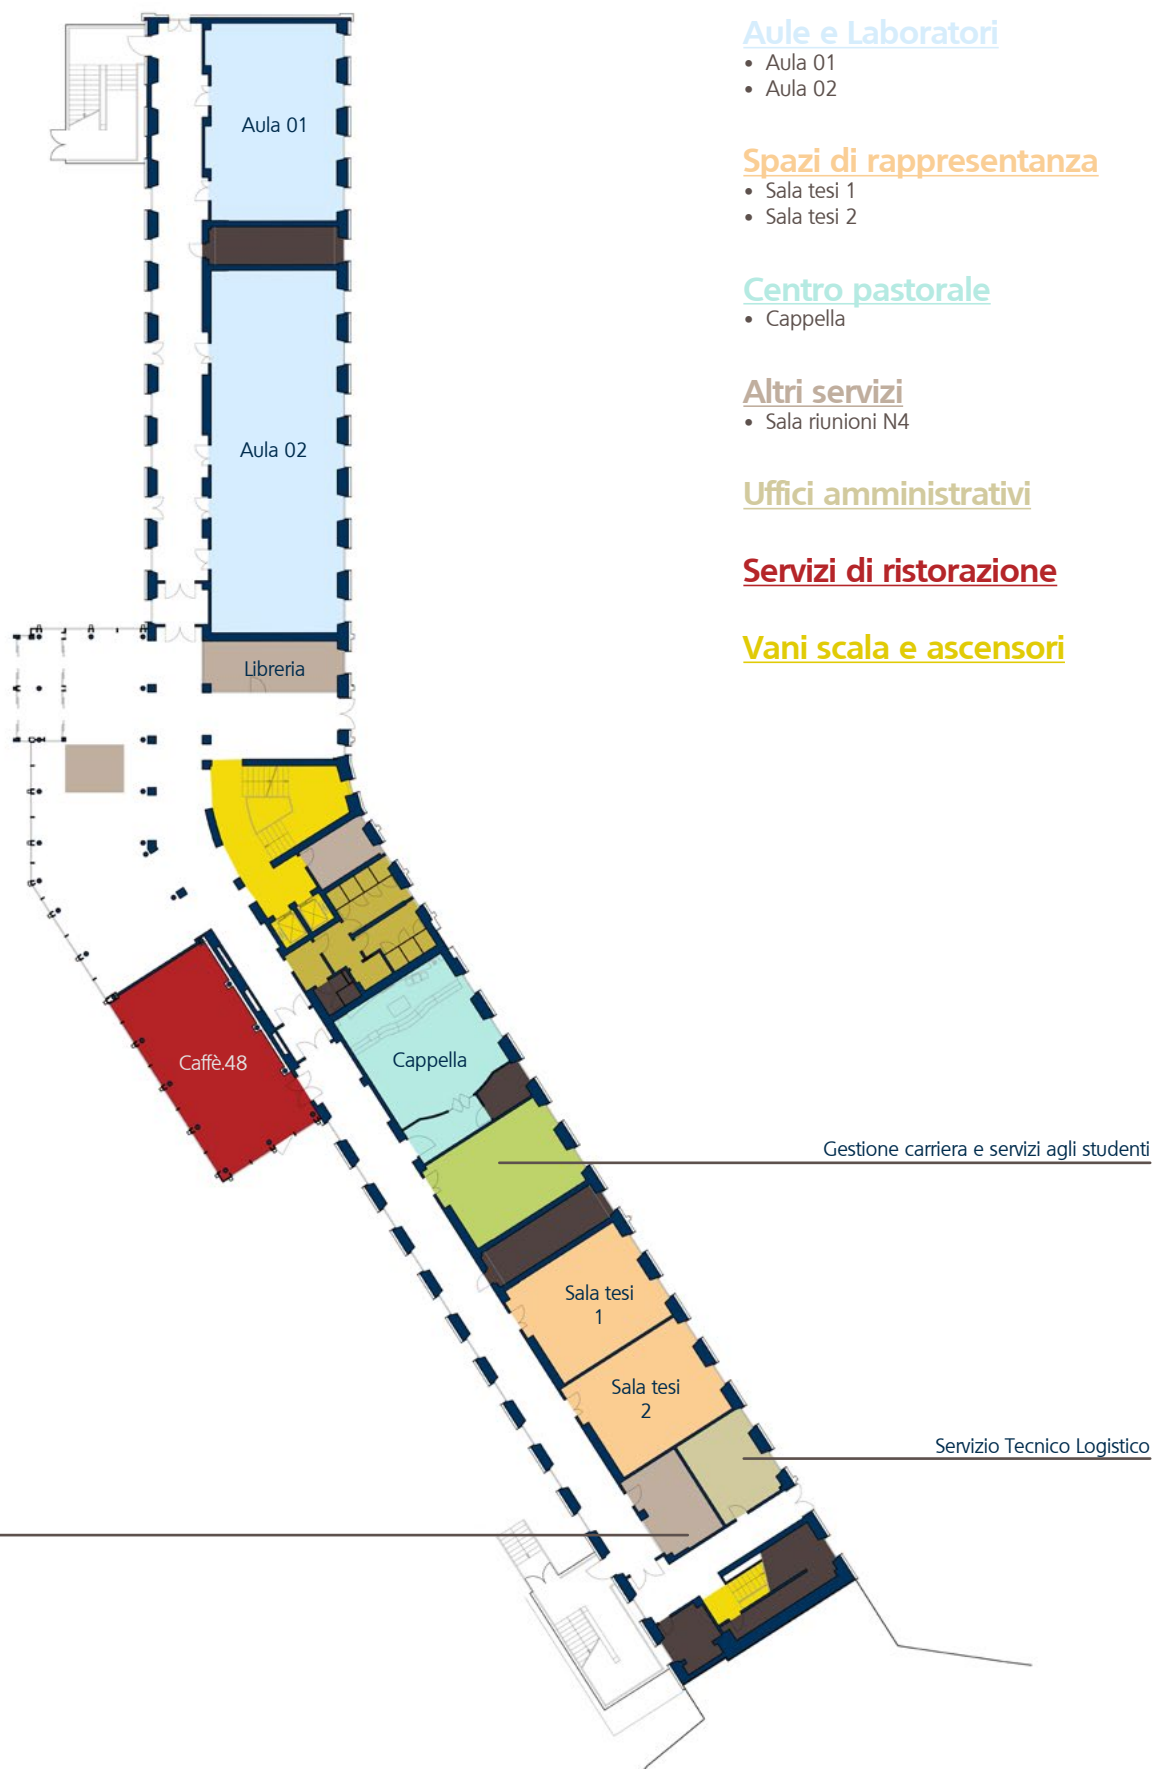 Aule e Laboratori
• Aula 01
• Aula 02
Spazi di rappresentanza
• Sala tesi 1
• Sala tesi 2
Centro pastorale
• Cappella
Altri servizi
• Sala riunioni N4
Uffici amministrativi
Servizi di ristorazione
Vani scala e ascensori
Aula 01
Aula 02
Libreria
Caffè.48
Cappella
Gestione carriera e servizi agli studenti
Sala tesi
1
Sala tesi
2
Servizio Tecnico Logistico